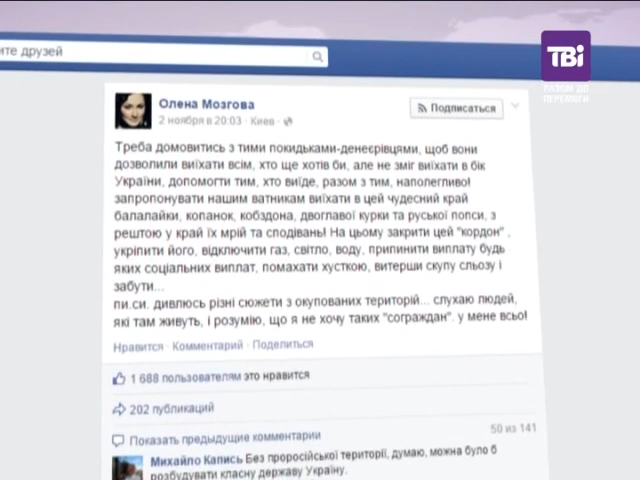 ите друзей
ТВі
РАЗОМ ДО
ПЕРЕМОГИ
Олена Мозгова
Подписаться
2 ноября в 20:03 · Киев ·
Треба домовитись з тими покидьками-денеєрівцями, щоб вони
дозволили виїхати всім, хто ще хотів би, але не зміг виїхати в бік
України, допомогти тим, хто виїде, разом з тим, наполегливо!
запропонувати нашим ватникам виїхати в цей чудесний край
балалайки, копанок, кобздона, двоглавої курки та руської попси, з
рештою у край їх мрій та сподівань! На цьому закрити цей "кордон" ,
укріпити його, відключити газ, світло, воду, припинити виплату будь
яких соціальних виплат, помахати хусткою, витерши скупу сльозу і
забути...
пи.си. дивлюсь різні сюжети з окупованих територій... слухаю людей,
які там живуть, і розумію, що я не хочу таких "сограждан". у мене всьо!
Нравится · Комментарий · Поделиться
1 688 пользователям это нравится
202 публикаций
Показать предыдущие комментарии
50 из 141
Михайло Капись Без проросійської території, думаю, можна було б
розбудувати класну державу Україну.